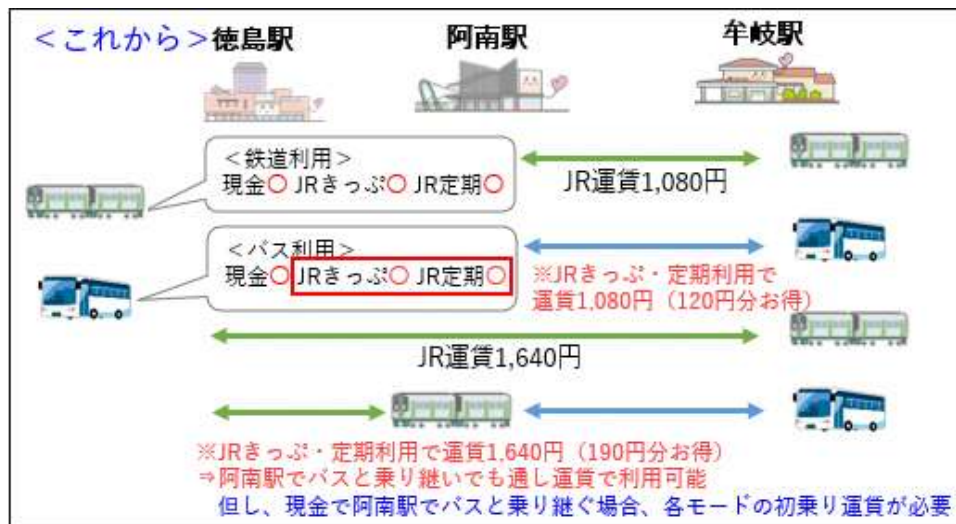 ＜これから＞徳島駅 阿南駅 牟岐駅
＜鉄道利用＞
現金〇 JRきっぷ〇 JR定期〇
JR運賃1,080円
＜バス利用＞
現金〇 JRきっぷ〇 JR定期〇
※JRきっぷ・定期利用で
運賃1,080円（120円分お得）
JR運賃1,640円
※JRきっぷ・定期利用で運賃1,640円（190円分お得）
⇒阿南駅でバスと乗り継いでも通し運賃で利用可能
但し、現金で阿南駅でバスと乗り継ぐ場合、各モードの初乗り運賃が必要